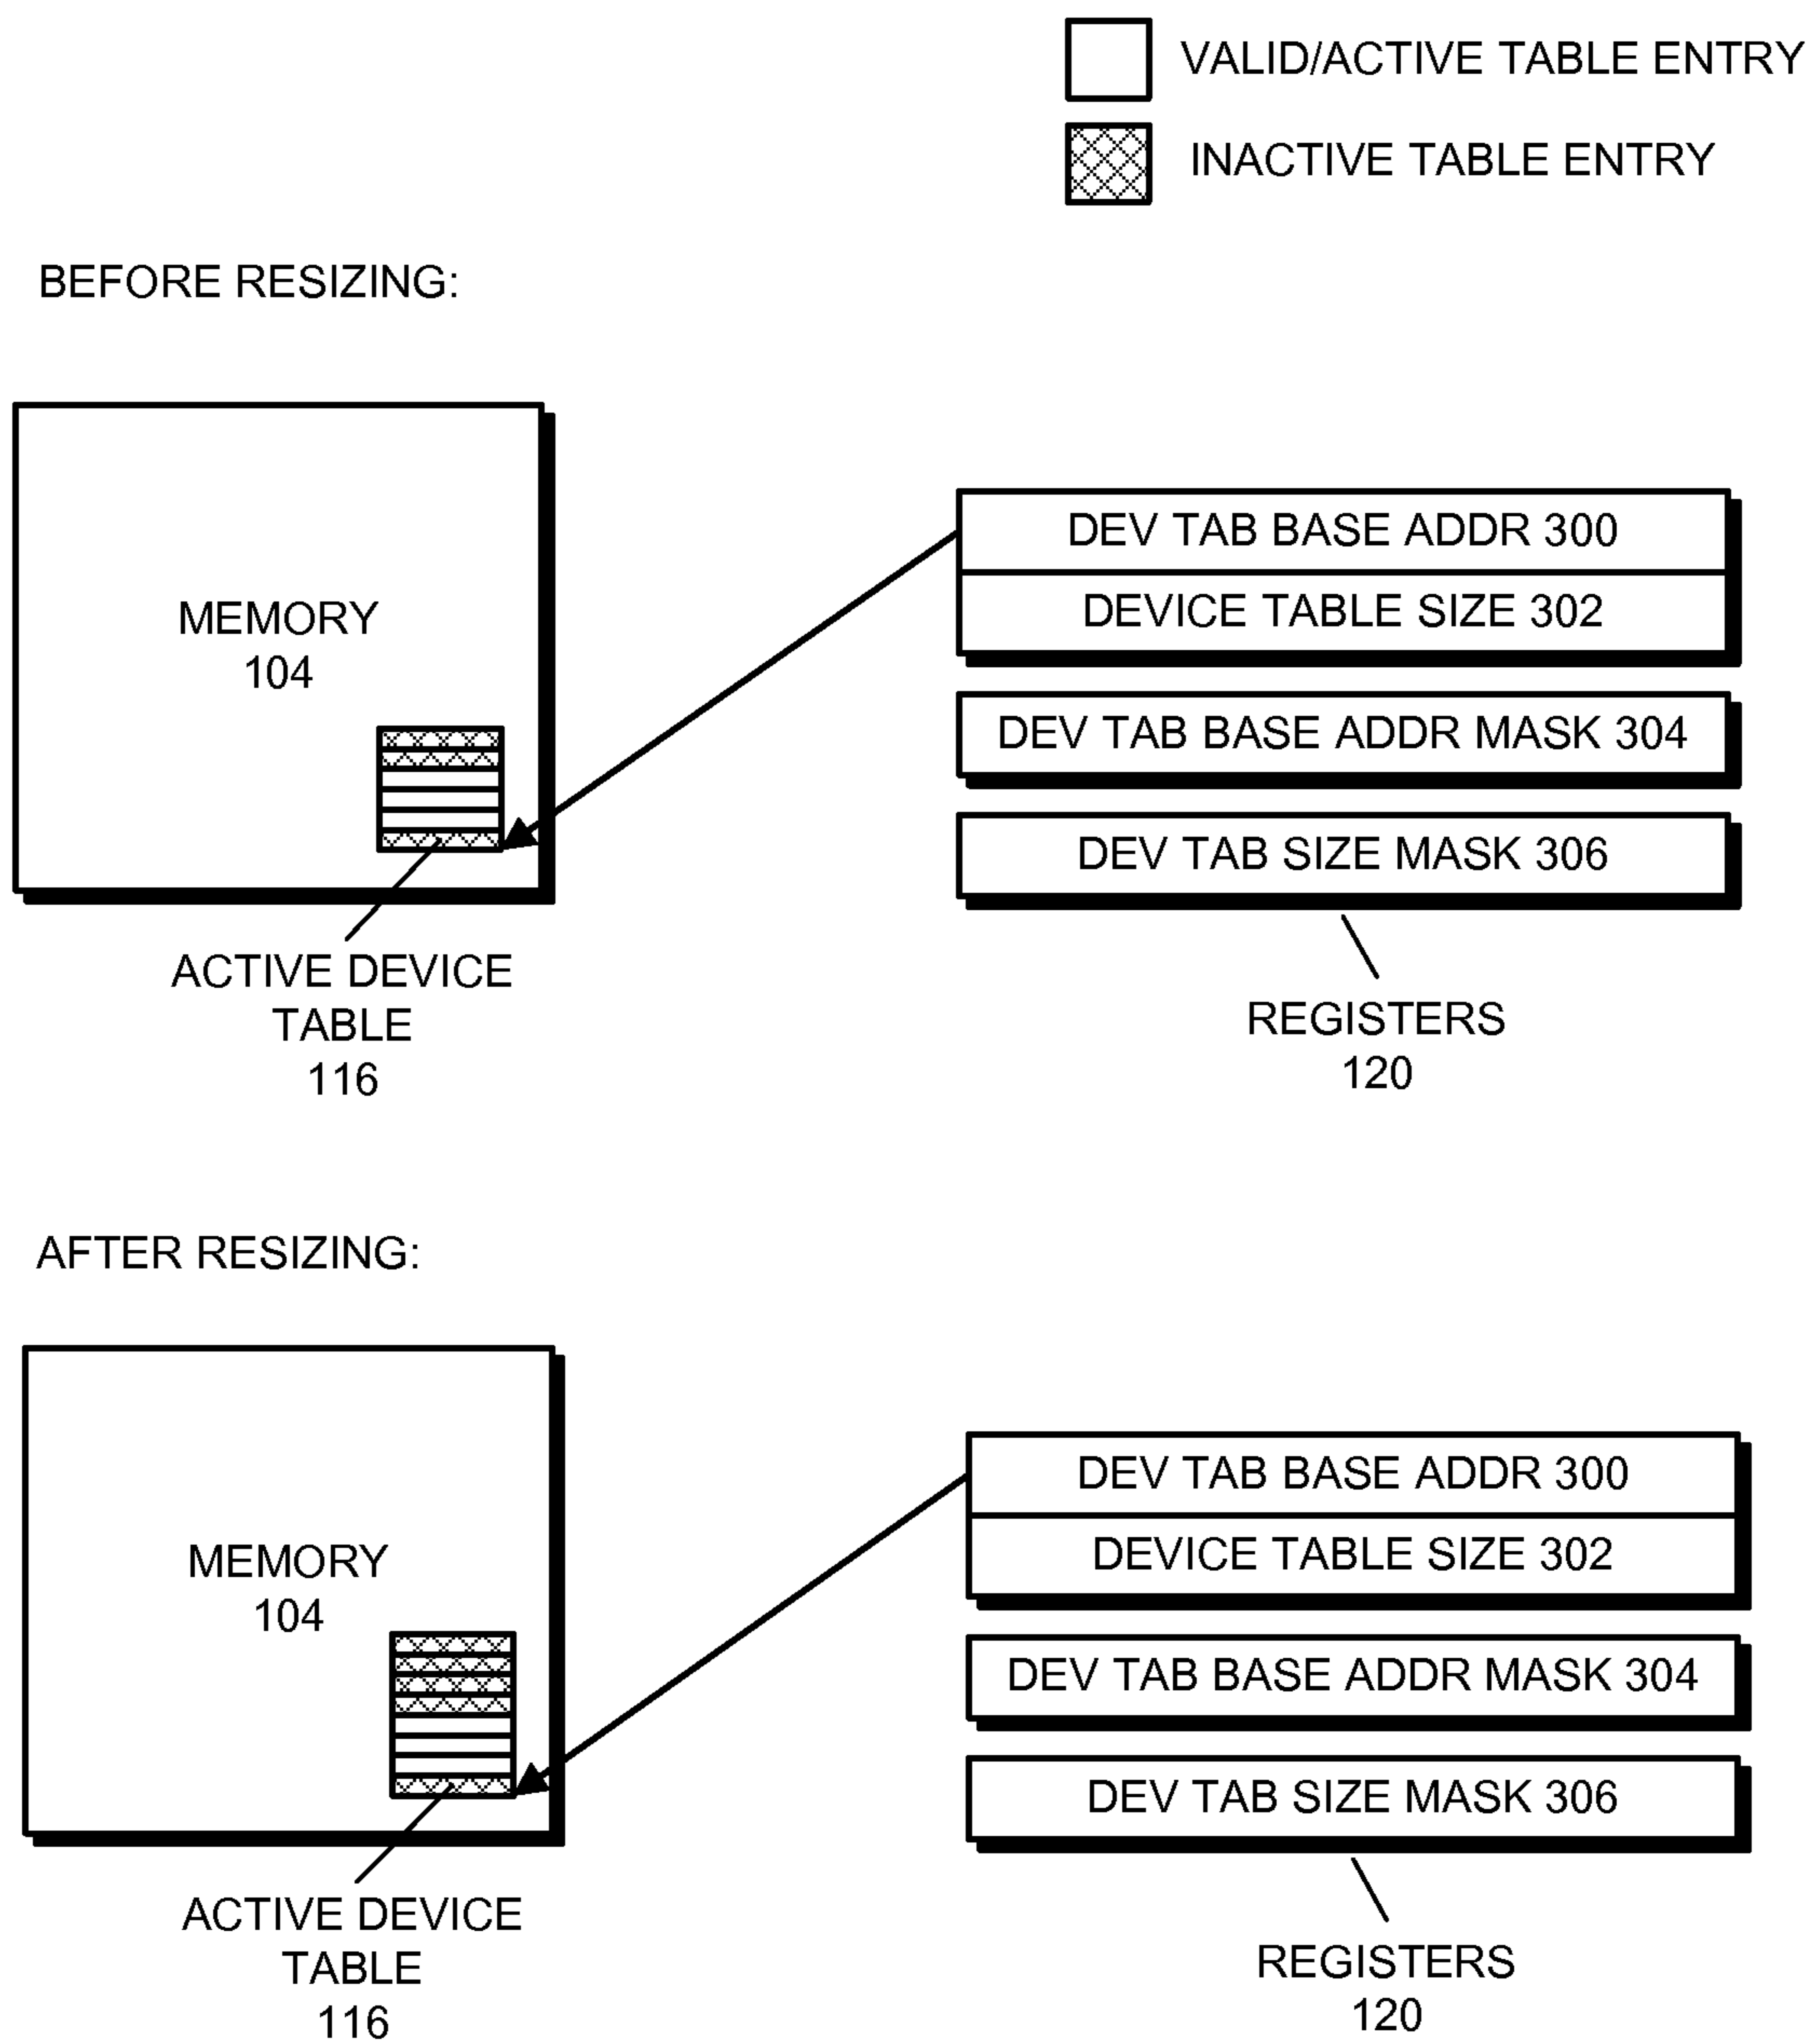 VALID/ACTIVE TABLE ENTRY
INACTIVE TABLE ENTRY
BEFORE RESIZING:
MEMORY
104
ACTIVE DEVICE
TABLE
116
DEV TAB BASE ADDR 300
DEVICE TABLE SIZE 302
DEV TAB BASE ADDR MASK 304
DEV TAB SIZE MASK 306
REGISTERS
120
AFTER RESIZING:
MEMORY
104
ACTIVE DEVICE
TABLE
116
DEV TAB BASE ADDR 300
DEVICE TABLE SIZE 302
DEV TAB BASE ADDR MASK 304
DEV TAB SIZE MASK 306
REGISTERS
120